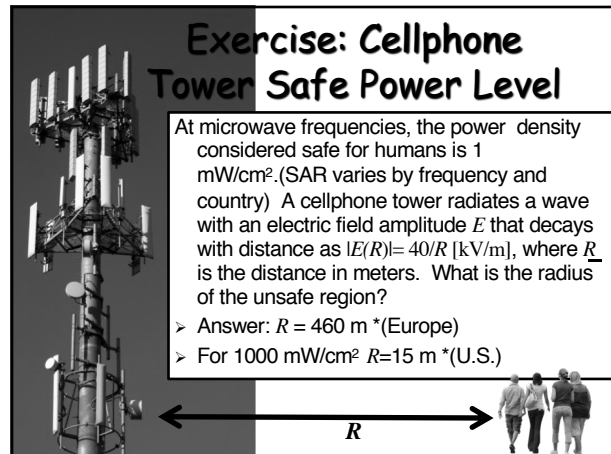 Exercise: Cellphone
Tower Safe Power Level
At microwave frequencies, the power density
considered safe for humans is 1
mW/cm².(SAR varies by frequency and
country) A cellphone tower radiates a wave
with an electric field amplitude E that decays
with distance as |E(R)|= 40/R [kV/m], where R
is the distance in meters. What is the radius
of the unsafe region?
➢ Answer: R = 460 m *(Europe)
➢ For 1000 mW/cm² R=15 m *(U.S.)
R